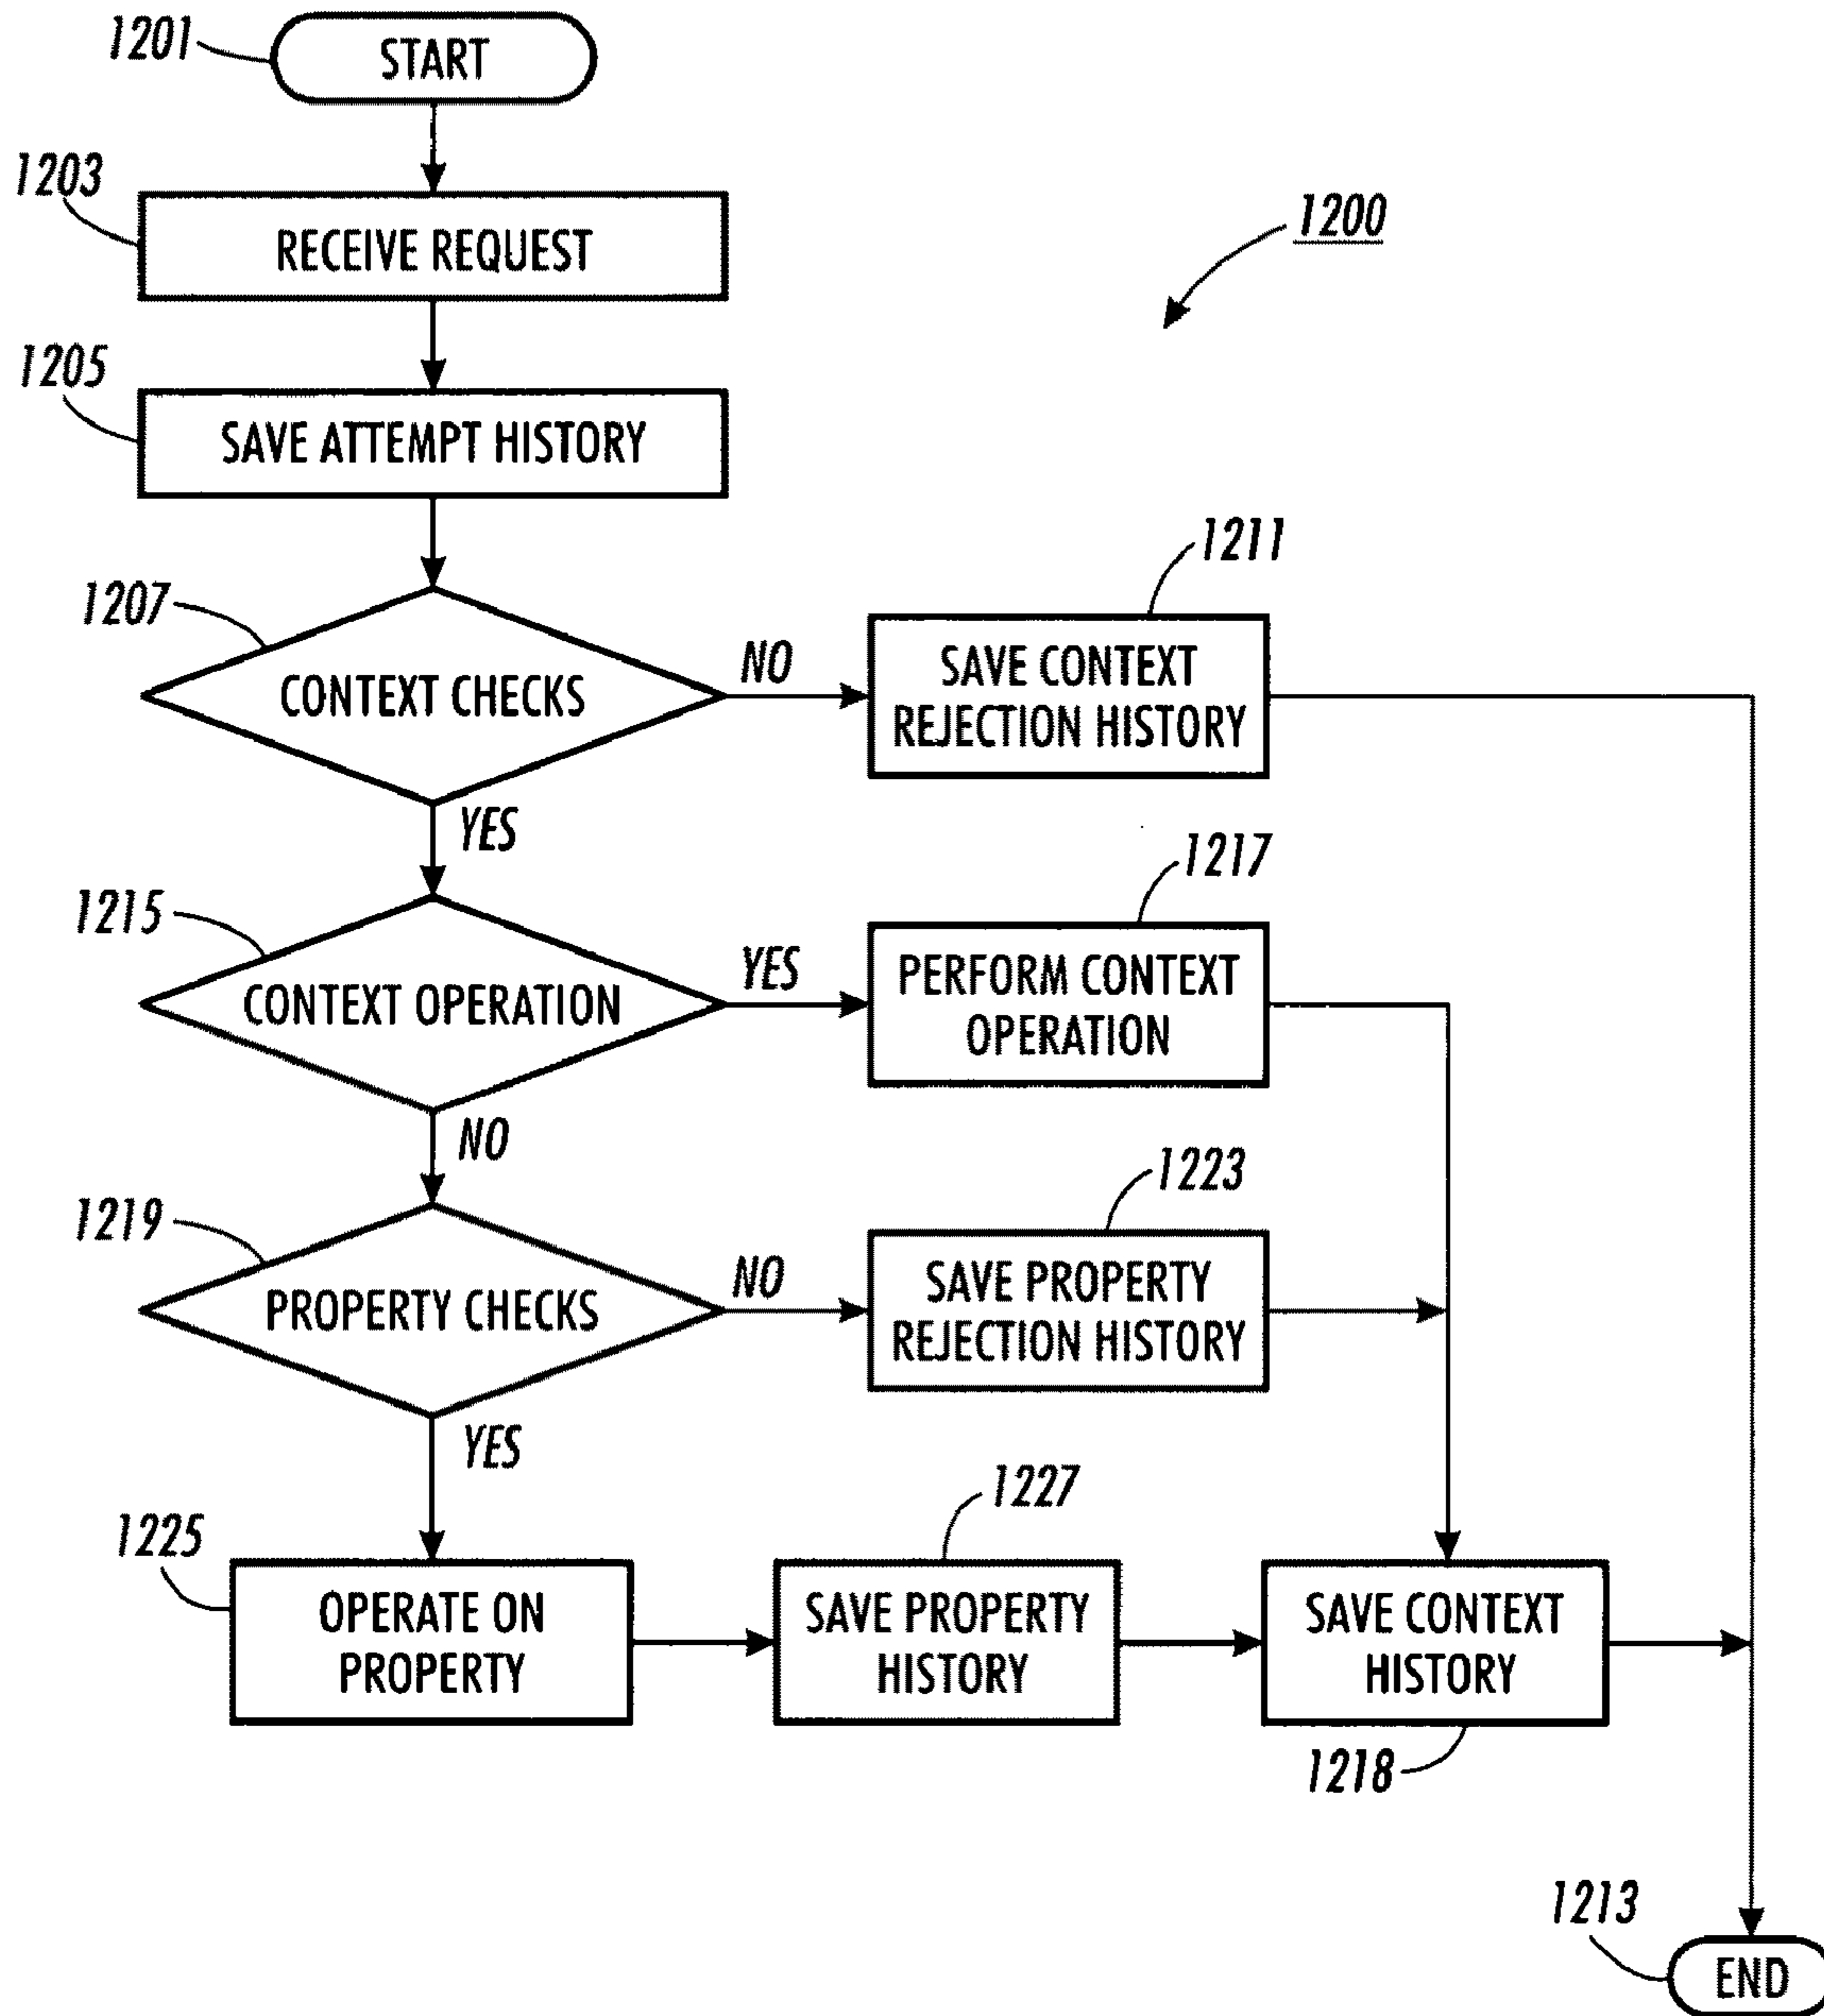 1201
START
1203
RECEIVE REQUEST
1200
1205
SAVE ATTEMPT HISTORY
1207
CONTEXT CHECKS
NO
1211
SAVE CONTEXT
REJECTION HISTORY
YES
1215
CONTEXT OPERATION
YES
1217
PERFORM CONTEXT
OPERATION
NO
1219
PROPERTY CHECKS
NO
1223
SAVE PROPERTY
REJECTION HISTORY
YES
1225
OPERATE ON
PROPERTY
1227
SAVE PROPERTY
HISTORY
SAVE CONTEXT
HISTORY
1218
1213
END